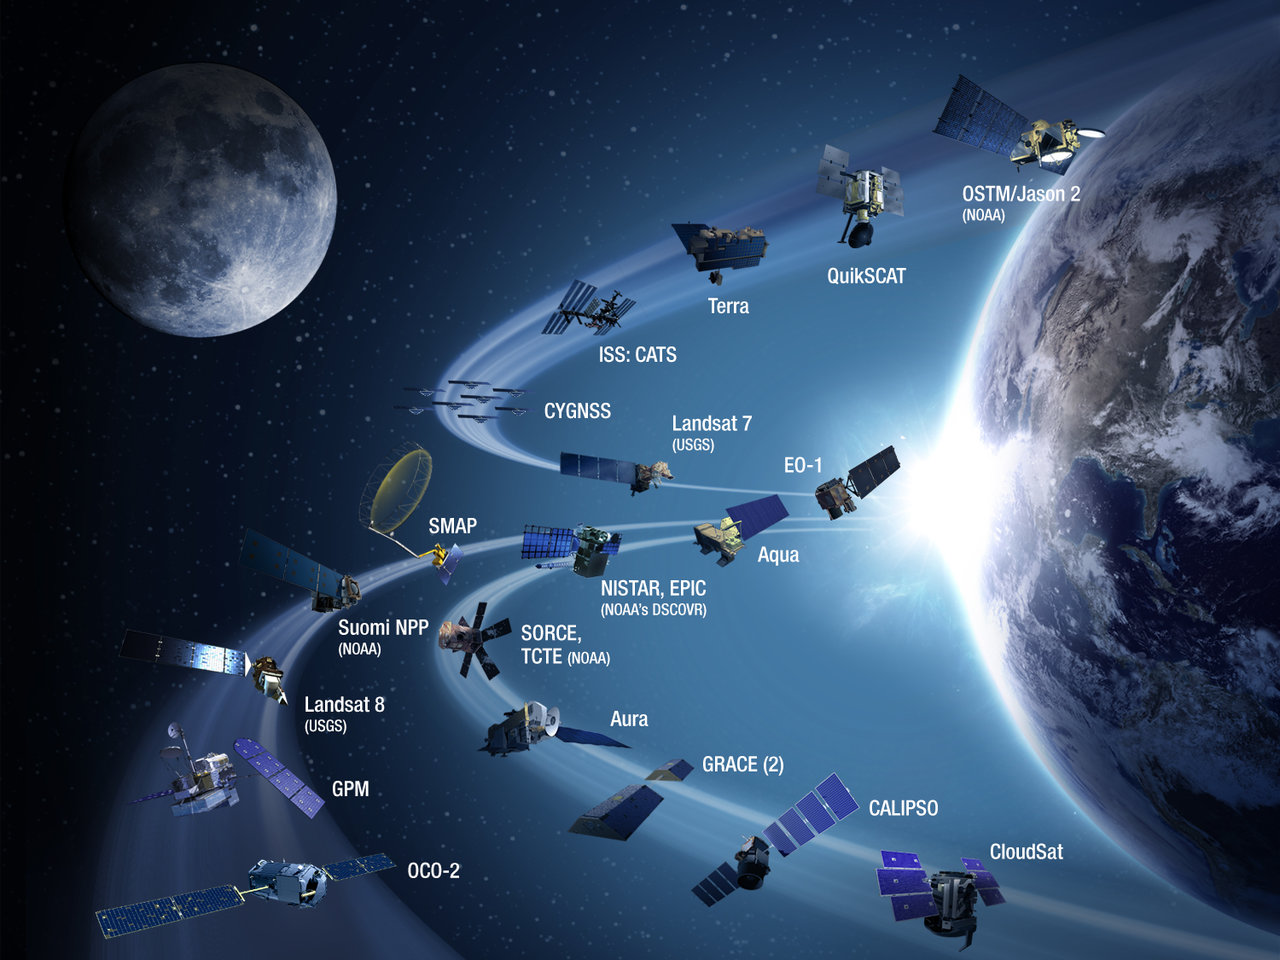 OSTM/Jason 2
(NOAA)
QuikSCAT
Terra
ISS: CATS
CYGNSS
Landsat 7
(USGS)
EO-1
SMAP
Aqua
NISTAR, EPIC
(NOAA's DSCOVR)
Suomi NPP
(NOAA)
SORCE,
TCTE (NOAA)
Landsat 8
(USGS)
Aura
GRACE (2)
GPM
CALIPSO
CloudSat
OCO-2